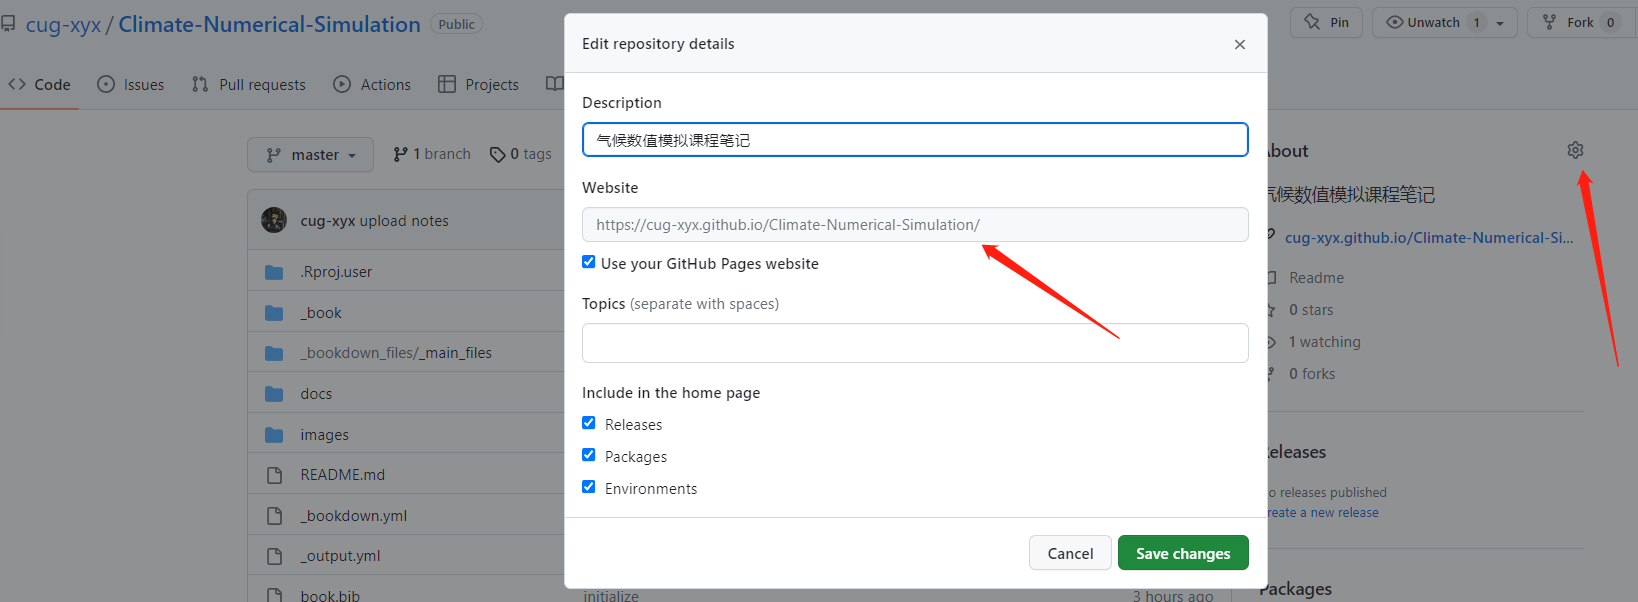 cug-xyx / Climate-Numerical-Simulation Public
Pin
Unwatch 1
Fork 0
Code
Issues
Pull requests
Actions
Projects
master
1 branch
0 tags
cug-xyx upload notes
.Rproj.user
_book
_bookdown_files/_main_files
docs
images
README.md
_bookdown.yml
_output.yml
book.bib
initialize
3 hours ago
Edit repository details
Description
气候数值模拟课程笔记
Website
https://cug-xyx.github.io/Climate-Numerical-Simulation/
Use your GitHub Pages website
Topics (separate with spaces)
Include in the home page
Releases
Packages
Environments
Cancel
Save changes
About
气候数值模拟课程笔记
cug-xyx.github.io/Climate-Numerical-Si...
Readme
0 stars
1 watching
0 forks
Releases
No releases published
Create a new release
Packages